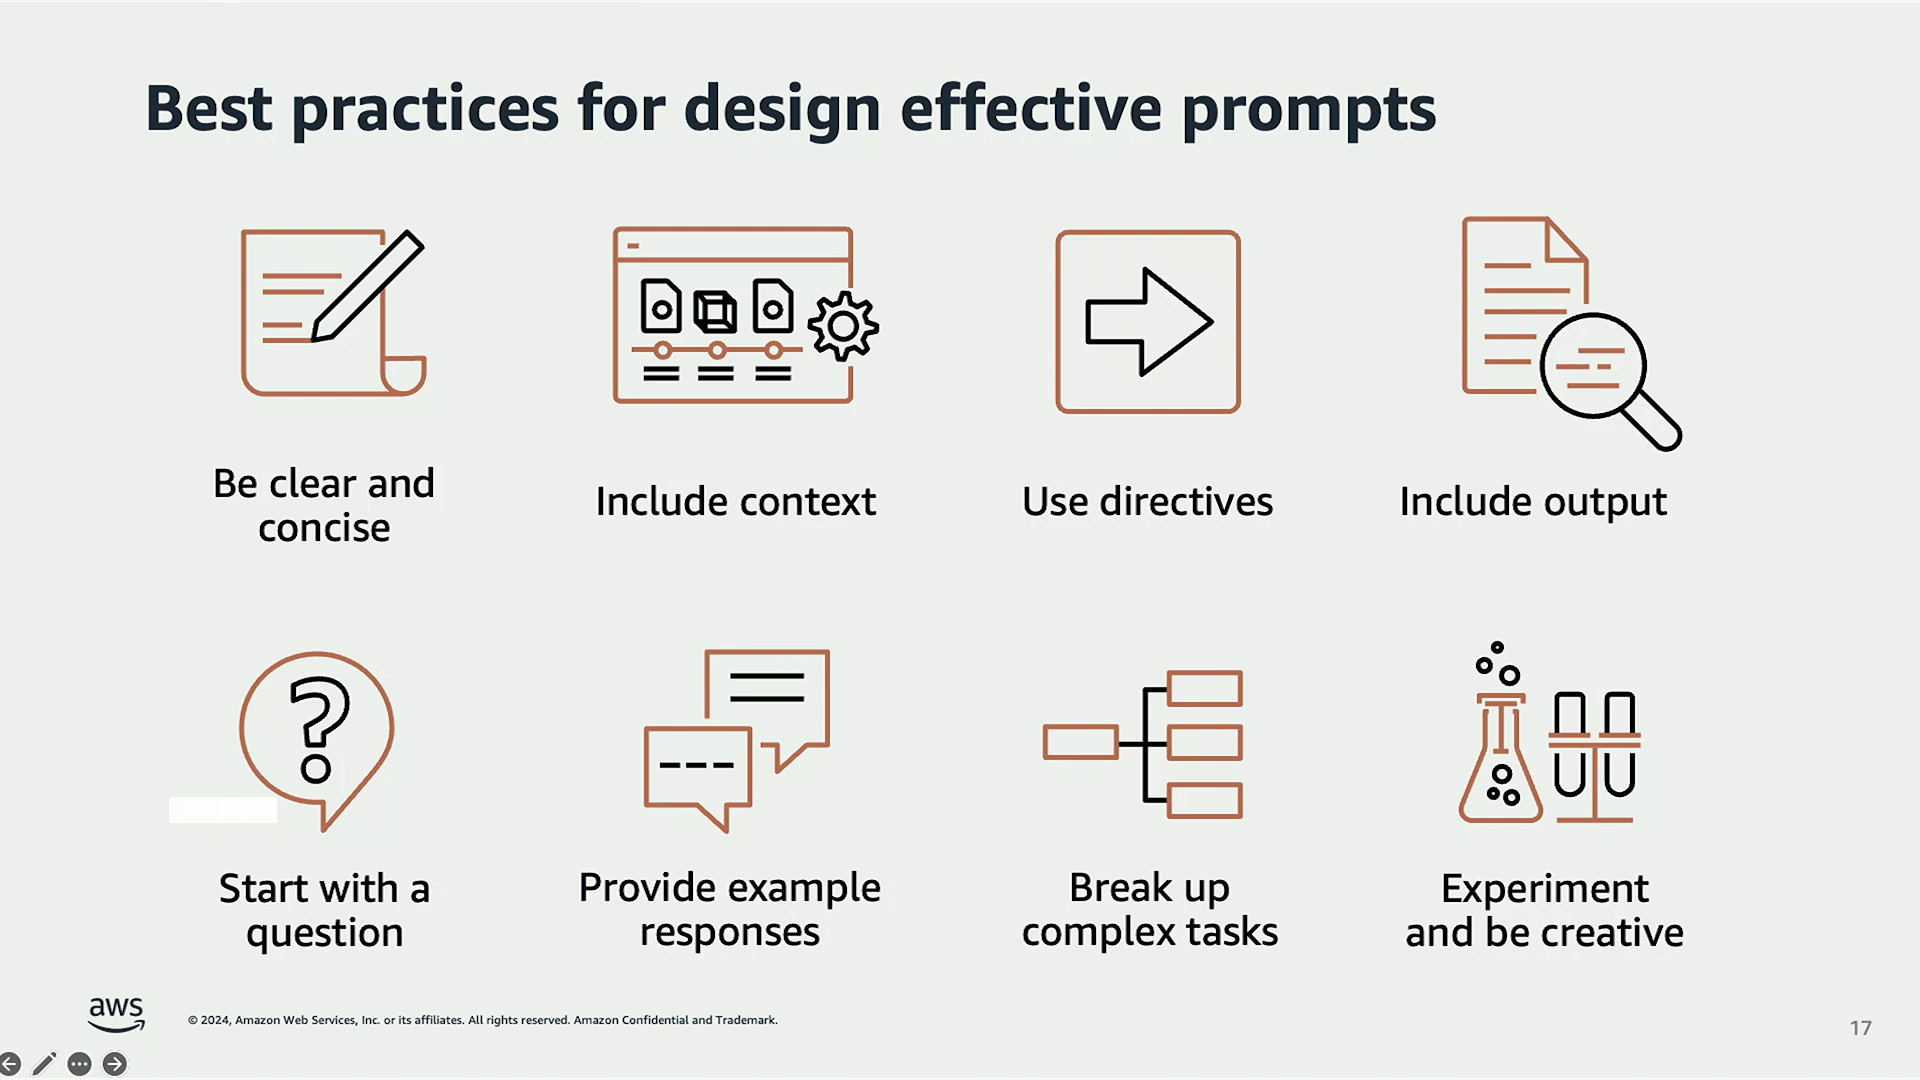 Best practices for design effective prompts
Be clear and
concise
Include context
Use directives
Include output
Start with a
question
Provide example
responses
Break up
complex tasks
Experiment
and be creative
aws
© 2024, Amazon Web Services, Inc. or its affiliates. All rights reserved. Amazon Confidential and Trademark.
17